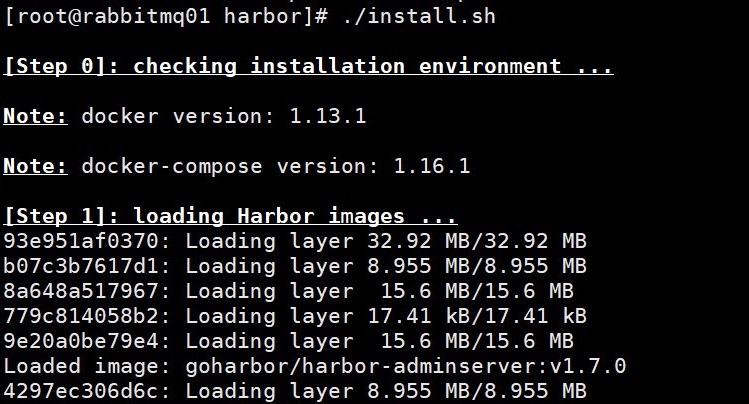 [root@rabbitmq01 harbor]# ./install.sh
[Step 0]: checking installation environment ...
Note: docker version: 1.13.1
Note: docker-compose version: 1.16.1
[Step 1]: loading Harbor images ...
93e951af0370: Loading layer 32.92 MB/32.92 MB
b07c3b7617d1: Loading layer 8.955 MB/8.955 MB
8a648a517967: Loading layer  15.6 MB/15.6 MB
779c814058b2: Loading layer 17.41 kB/17.41 kB
9e20a0be79e4: Loading layer  15.6 MB/15.6 MB
Loaded image: goharbor/harbor-adminserver:v1.7.0
4297ec306d6c: Loading layer 8.955 MB/8.955 MB